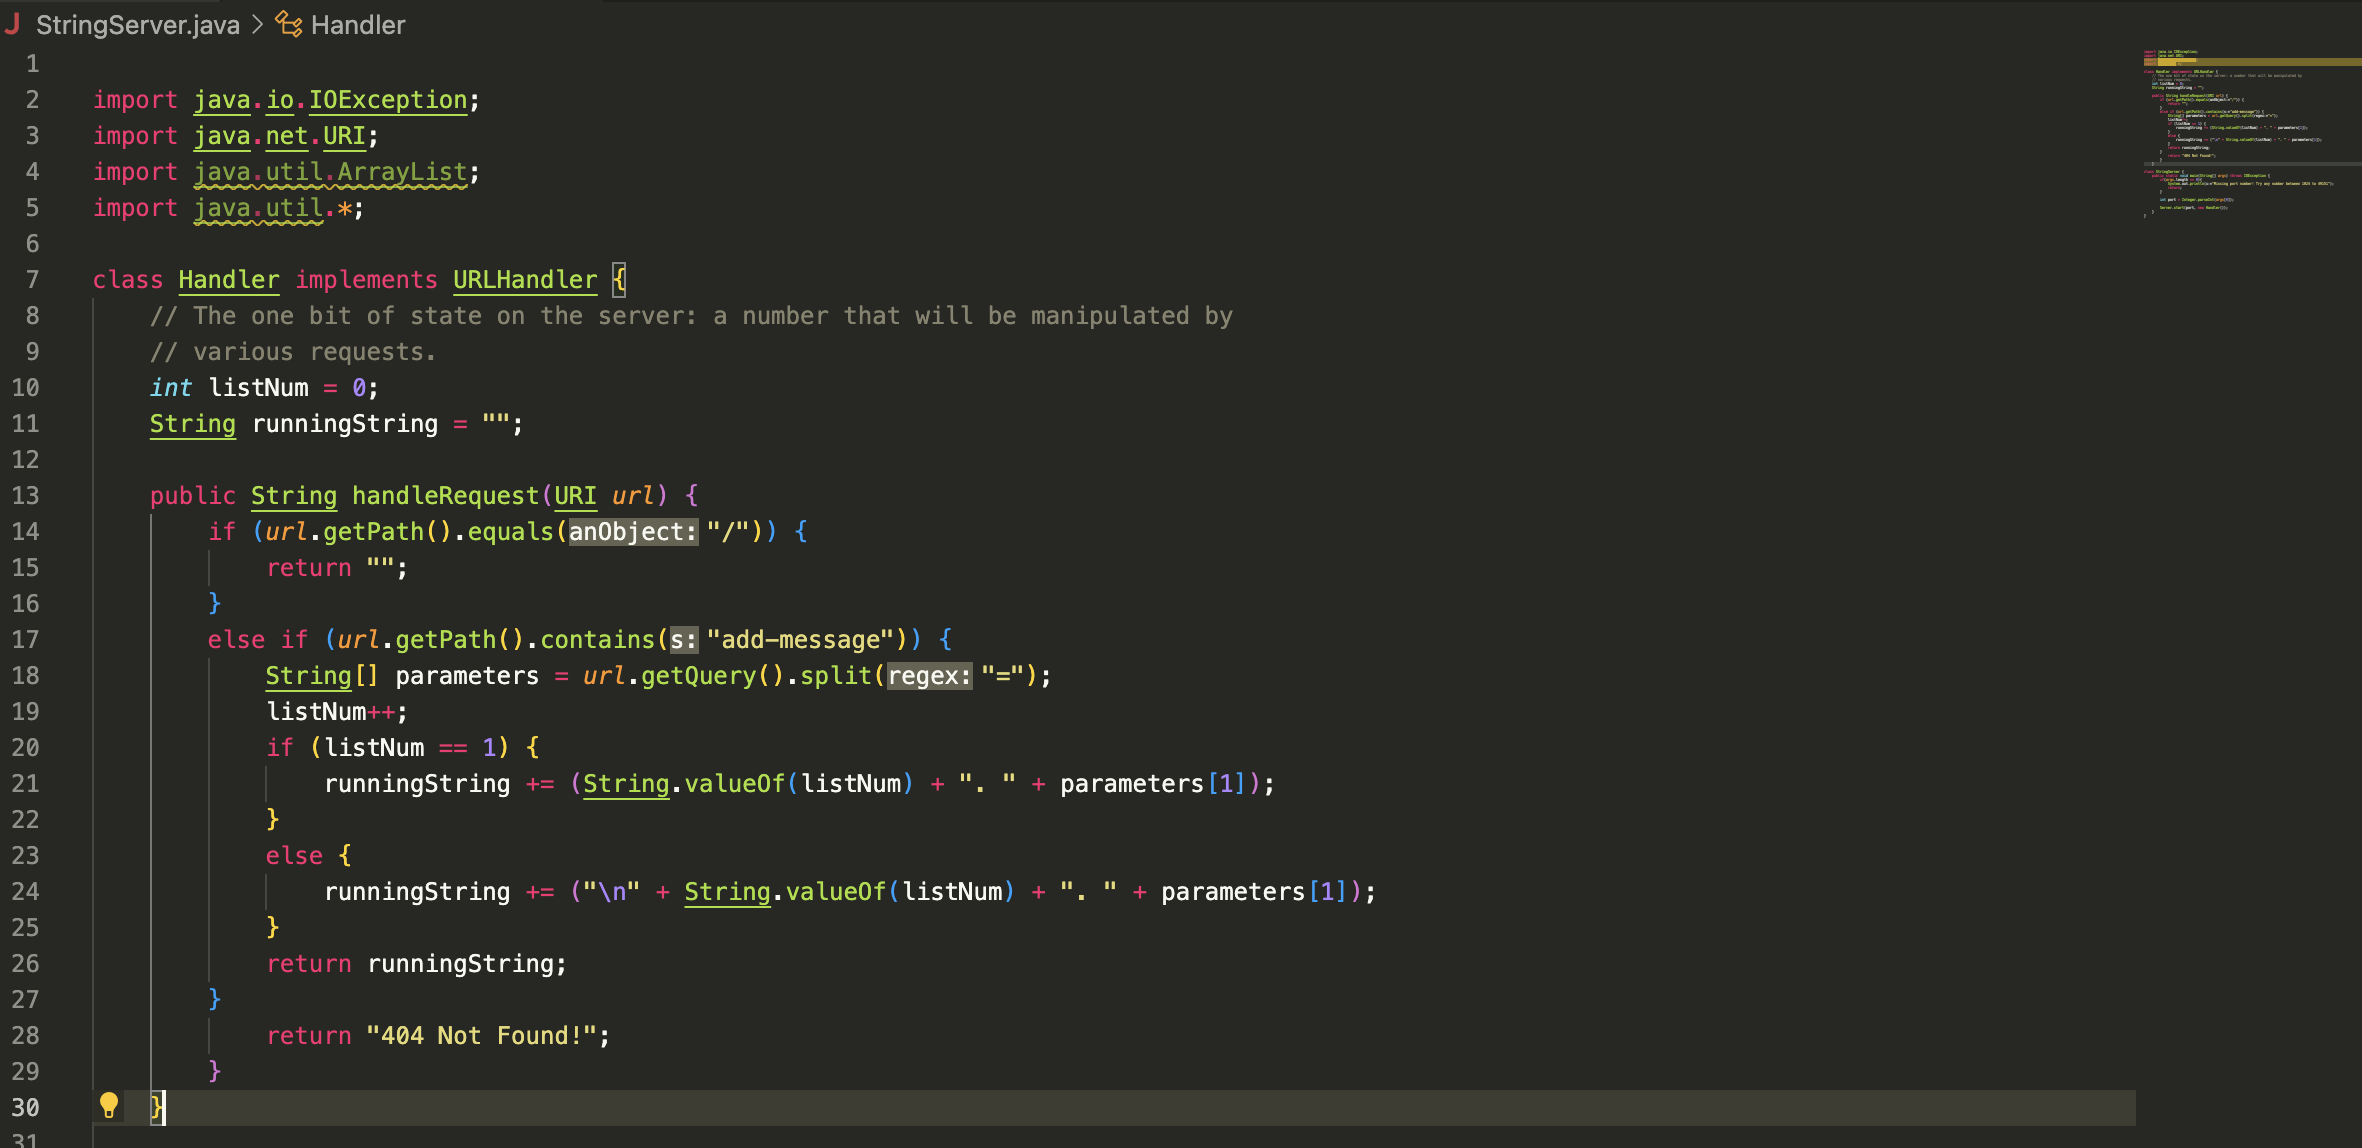 StringServer.java > Handler
1
2 import java.io.IOException;
3 import java.net.URI;
4 import java.util.ArrayList;
5 import java.util.*;
6
7 class Handler implements URLHandler {
8 // The one bit of state on the server: a number that will be manipulated by
9 // various requests.
10 int listNum = 0;
11 String runningString = "";
12
13 public String handleRequest(URI url) {
14 if (url.getPath().equals(anObject:"/")) {
15 return "";
16 }
17 else if (url.getPath().contains(s:"add-message")) {
18 String[] parameters = url.getQuery().split(regex:"=");
19 listNum++;
20 if (listNum == 1) {
21 runningString += (String.valueOf(listNum) + ". " + parameters[1]);
22 }
23 else {
24 runningString += ("\n" + String.valueOf(listNum) + ". " + parameters[1]);
25 }
26 return runningString;
27 }
28 return "404 Not Found!";
29 }
30 }
31